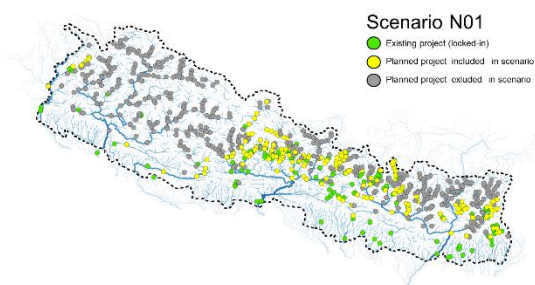 Scenario N01
Existing project (locked-in)
Planned project included in scenario
Planned project exluded in scenario